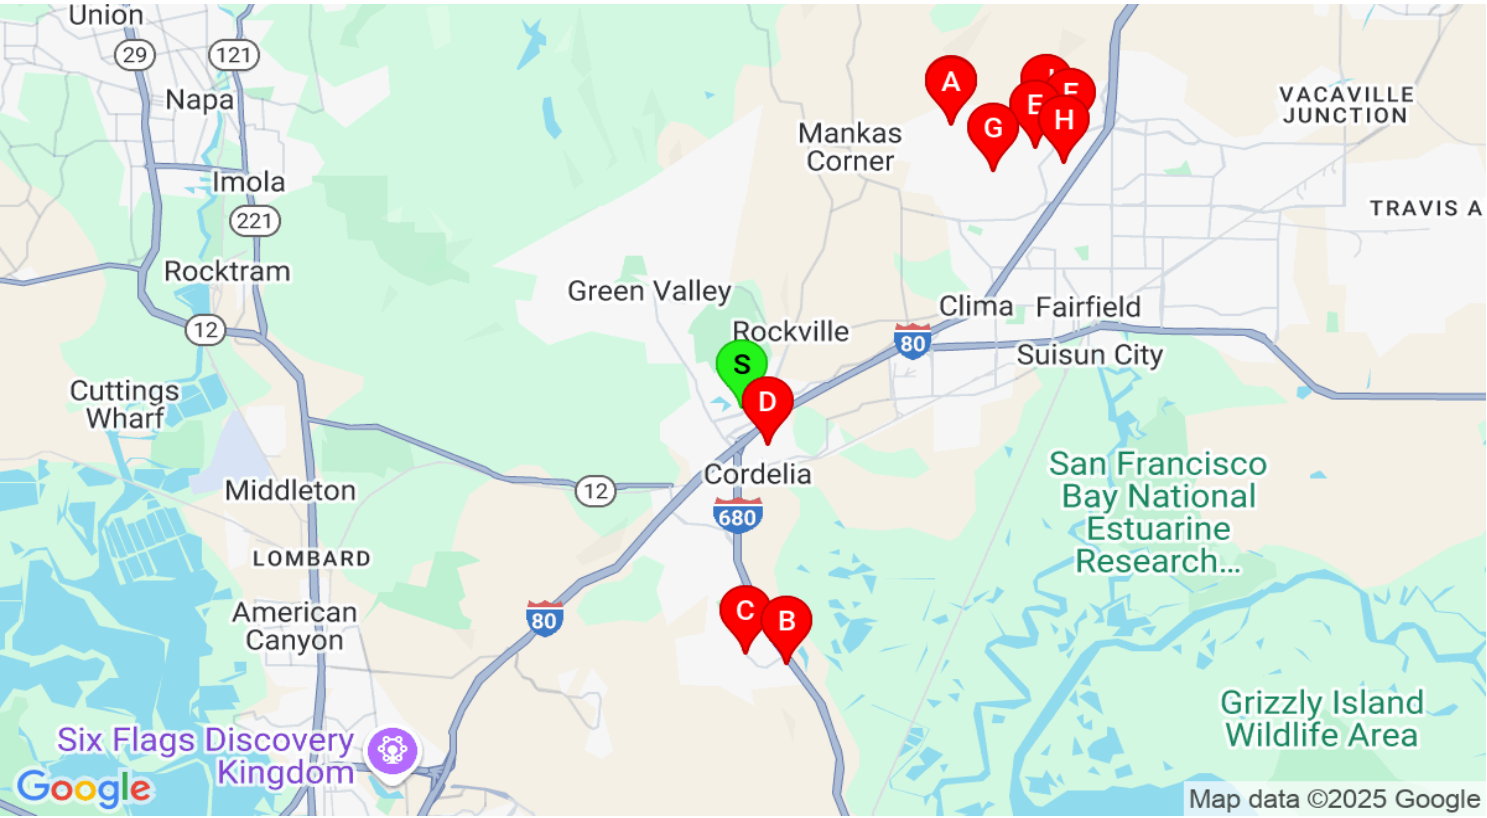 Union
29
121
Napa
A
E
G
H
VACAVILLE
JUNCTION
Mankas
Corner
Imola
221
TRAVIS A
Rocktram
Green Valley
12
Rockville
Clima
Fairfield
80
Suisun City
S
D
Cuttings
Wharf
Cordelia
12
680
Middleton
San Francisco
Bay National
Estuarine
Research...
LOMBARD
American
Canyon
80
C
B
Grizzly Island
Wildlife Area
Six Flags Discovery
Kingdom
Google
Map data ©2025 Google